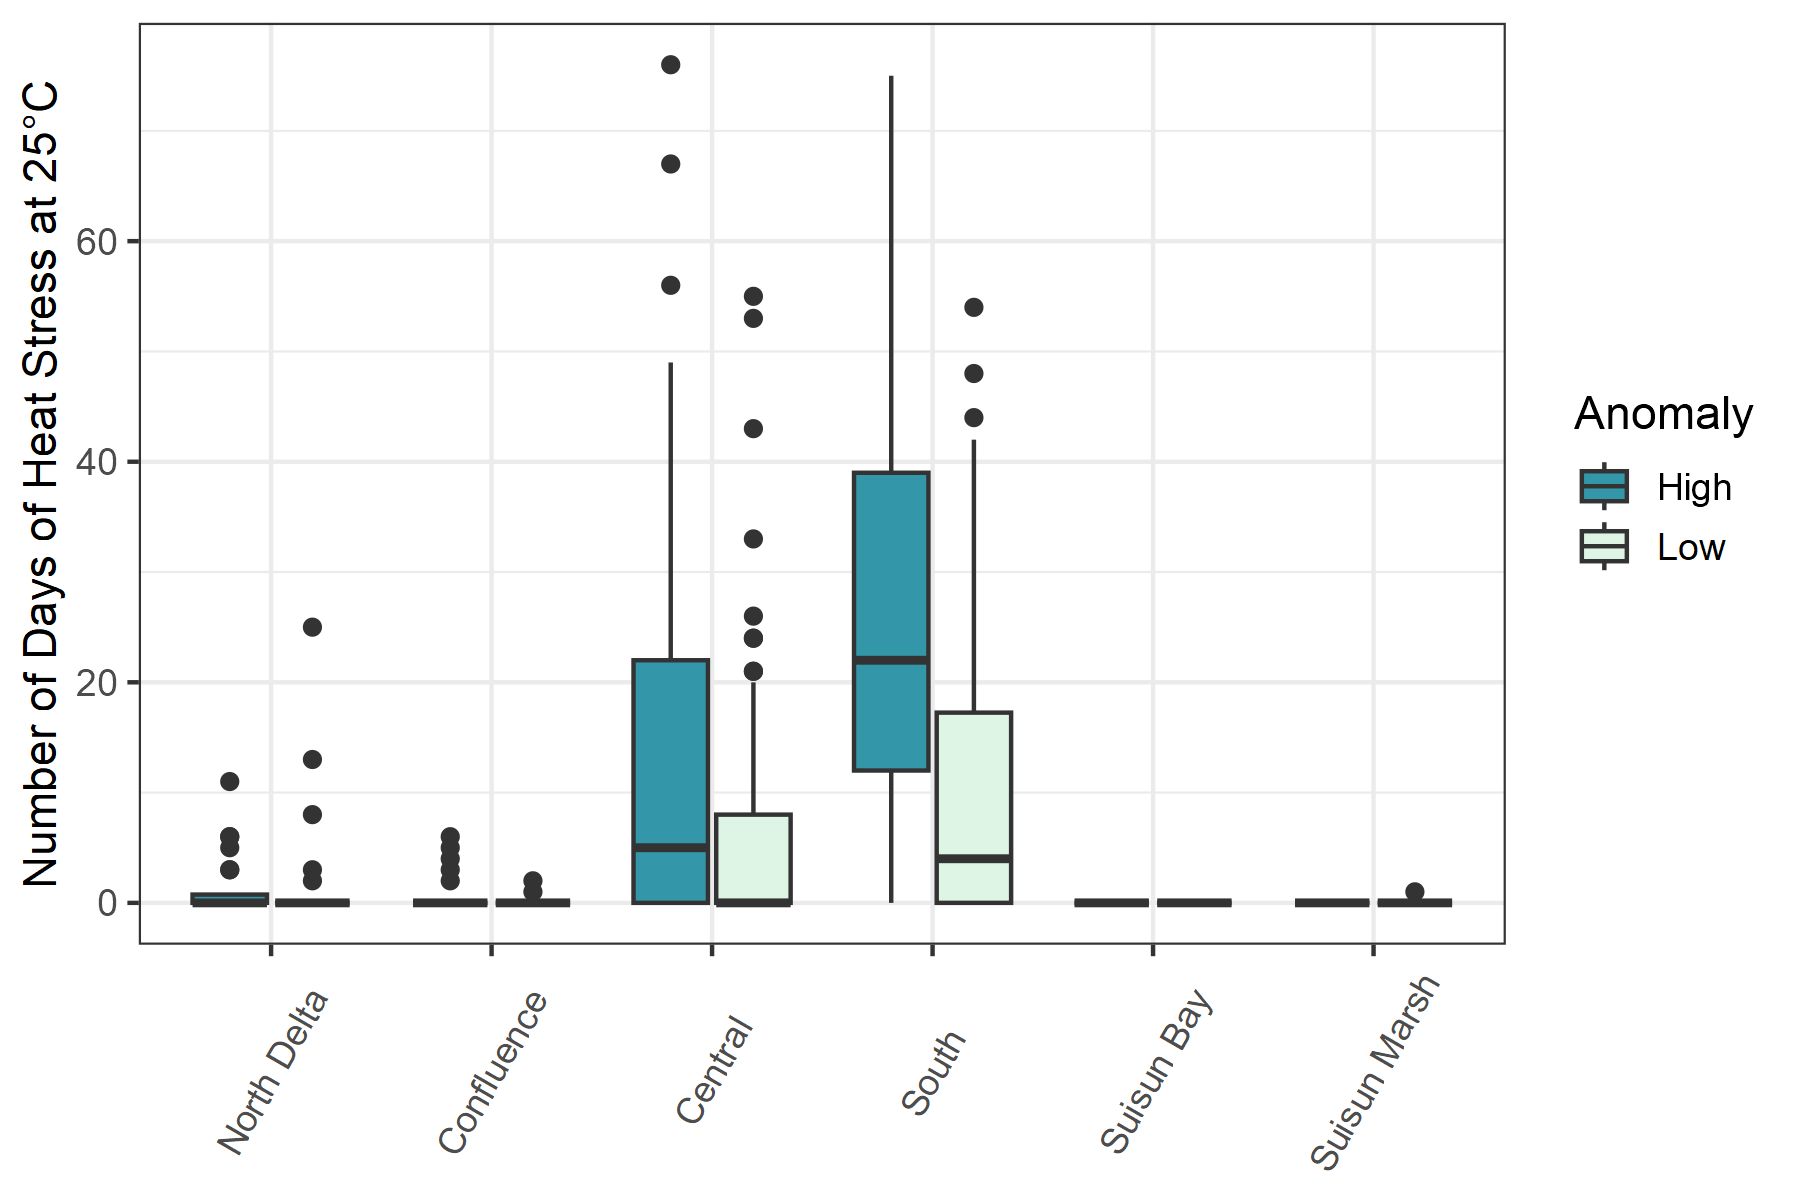 Number of Days of Heat Stress at 25°C
60
40
20
0
North Delta
Confluence
Central
South
Suisun Bay
Suisun Marsh
Anomaly
High
Low